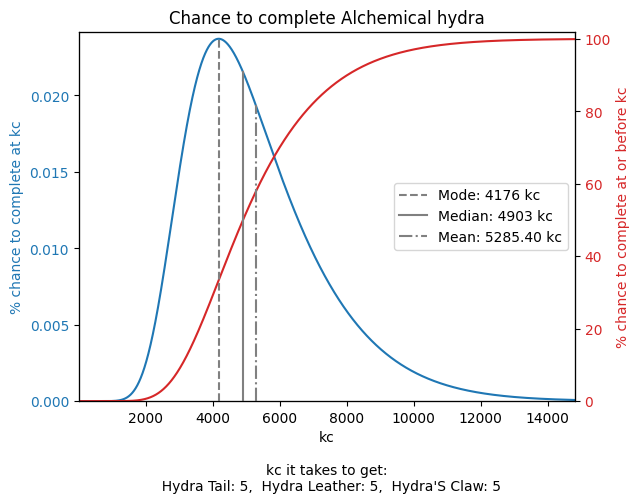 Chance to complete Alchemical hydra
% chance to complete at kc
0.020
0.015
0.010
0.005
0.000
100
80
60
40
20
0
% chance to complete at or before kc
Mode: 4176 kc
Median: 4903 kc
Mean: 5285.40 kc
2000 4000 6000 8000 10000 12000 14000
kc
kc it takes to get:
Hydra Tail: 5,  Hydra Leather: 5,  Hydra'S Claw: 5